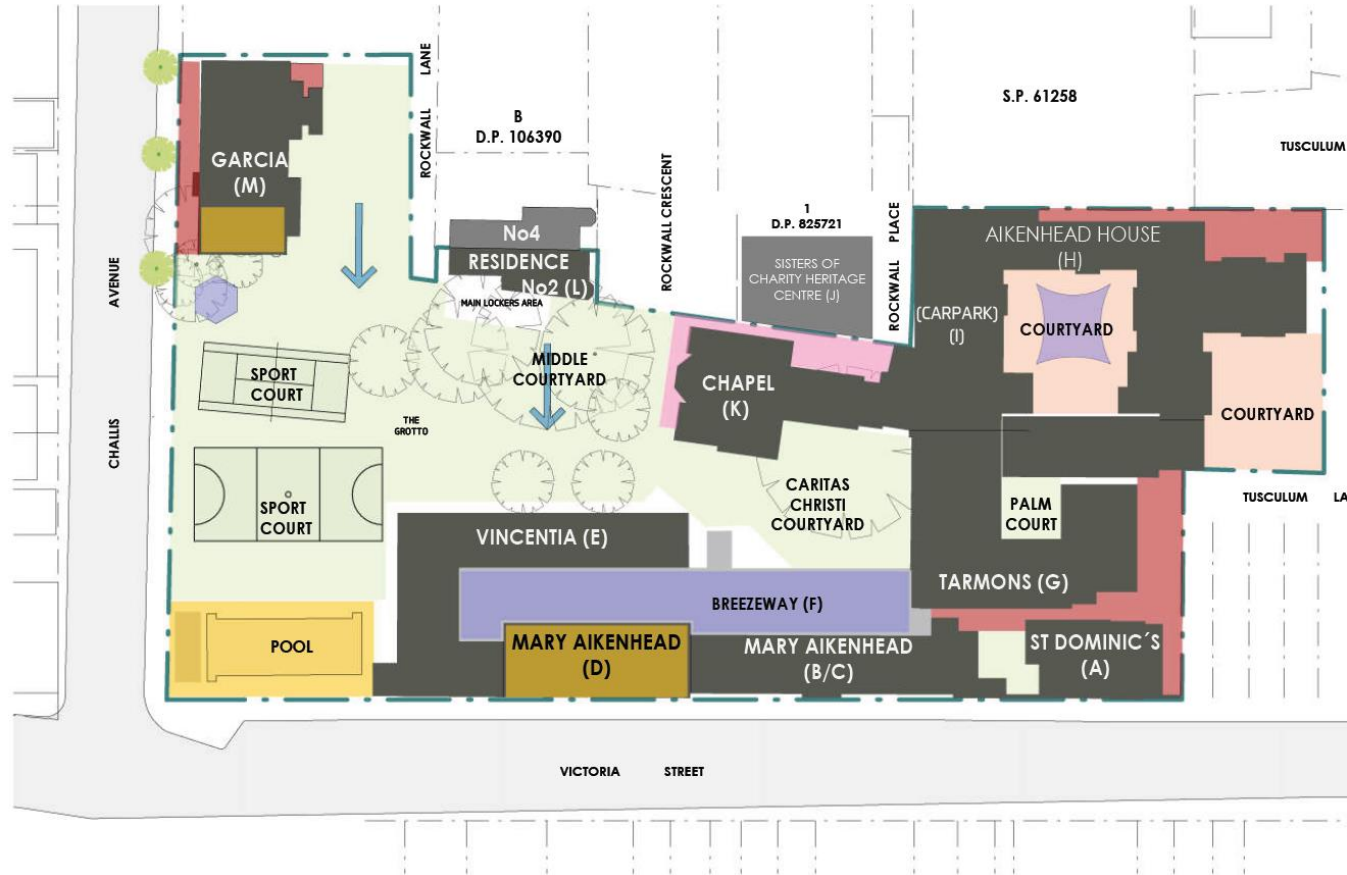 LANE
ROCKWALL
B
D.P. 106390
S.P. 61258
TUSCULUM
GARCIA
(M)
ROCKWALL CRESCENT
1
D.P. 825721
PLACE
ROCKWALL
No4
RESIDENCE
No2 (L)
MAIN LOCKERS AREA
SISTERS OF
CHARITY HERITAGE
CENTRE (J)
AIKENHEAD HOUSE
(H)
(CARPARK)
(I)
COURTYARD
AVENUE
CHALLIS
SPORT
COURT
MIDDLE
COURTYARD
CHAPEL
(K)
COURTYARD
THE
GROTTO
SPORT
COURT
CARITAS
CHRISTI
COURTYARD
PALM
COURT
TUSCULUM LA
VINCENTIA (E)
TARMONS (G)
BREEZEWAY (F)
POOL
MARY AIKENHEAD
(D)
MARY AIKENHEAD
(B/C)
ST DOMINIC´S
(A)
VICTORIA STREET